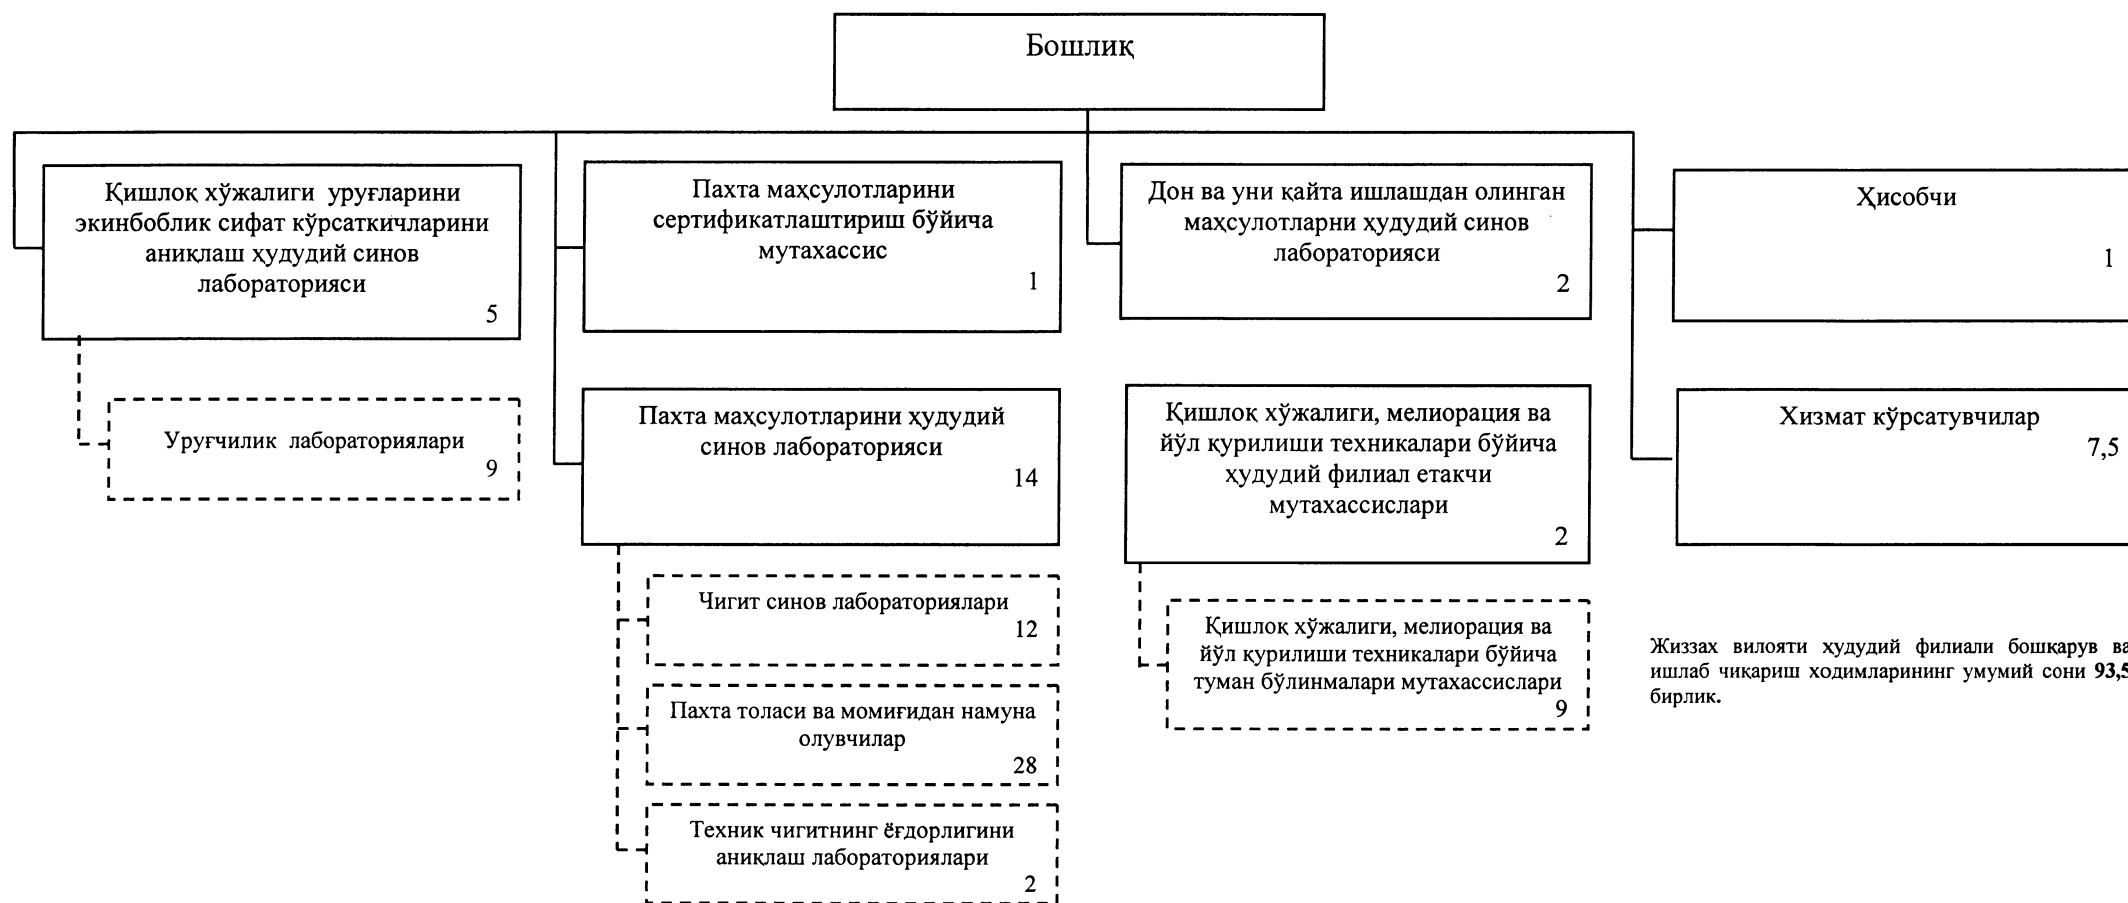 Бошлиқ
Қишлоқ хўжалиги уруғларини
экинбоблик сифат кўрсаткичларини
аниқлаш ҳудудий синов
лабораторияси
5
Уруғчилик лабораториялари
9
Пахта маҳсулотларини
сертификатлаштириш бўйича
мутахассис
1
Пахта маҳсулотларини ҳудудий
синов лабораторияси
14
Чигит синов лабораториялари
12
Пахта толаси ва момиғидан намуна
олувчилар
28
Техник чигитнинг ёғдорлигини
аниқлаш лабораториялари
2
Дон ва уни қайта ишлашдан олинган
маҳсулотларни ҳудудий синов
лабораторияси
2
Қишлоқ хўжалиги, мелиорация ва
йўл қурилиши техникалари бўйича
ҳудудий филиал етакчи
мутахассислари
2
Қишлоқ хўжалиги, мелиорация ва
йўл қурилиши техникалари бўйича
туман бўлинмалари мутахассислари
9
Ҳисобчи
1
Хизмат кўрсатувчилар
7,5
Жиззах вилояти ҳудудий филиали бошқарув ва
ишлаб чиқариш ходимларининг умумий сони 93,5
бирлик.